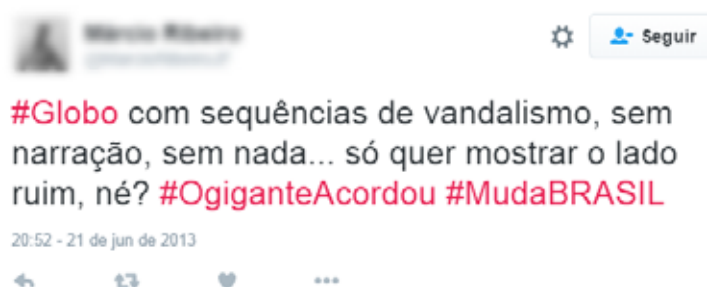 Seguir
#Globo com sequências de vandalismo, sem
narração, sem nada... só quer mostrar o lado
ruim, né? #OgiganteAcordou #MudaBRASIL
20:52 - 21 de jun de 2013